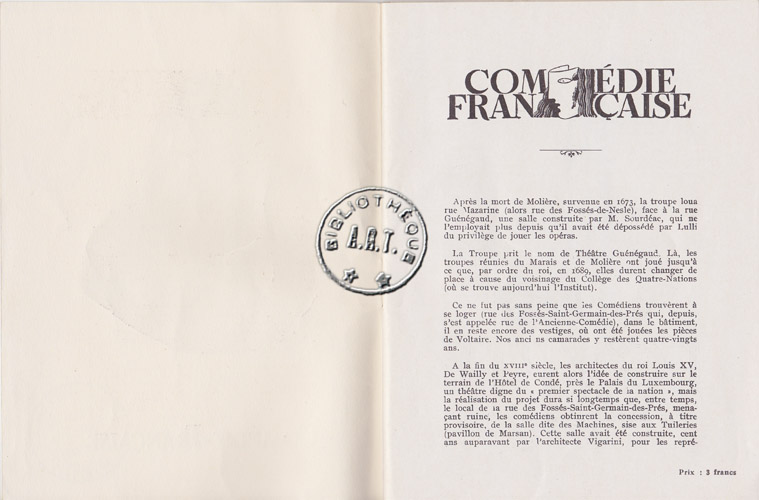 BIBLIOTHÈQUE
A.R.T.
COMÉDIE
FRANÇAISE
Après la mort de Molière, survenue en 1673, la troupe loua
rue Mazarine (alors rue des Fossés-de-Nesle), face à la rue
Guénégaud, une salle construite par M. Sourdéac, qui ne
l'employait plus depuis qu'il avait été dépossédé par Lulli
du privilège de jouer les opéras.
La Troupe prit le nom de Théâtre Guénégaud. Là, les
troupes réunies du Marais et de Molière ont joué jusqu'à
ce que, par ordre du roi, en 1689, elles durent changer de
place à cause du voisinage du Collège des Quatre-Nations
(où se trouve aujourd'hui l'Institut).
Ce ne fut pas sans peine que les Comédiens trouvèrent à
se loger (rue des Fossés-Saint-Germain-des-Prés qui, depuis,
s'est appelée rue de l'Ancienne-Comédie), dans le bâtiment,
il en reste encore des vestiges, où ont été jouées les pièces
de Voltaire. Nos anciens camarades y restèrent quatre-vingts
ans.
A la fin du XVIIIe siècle, les architectes du roi Louis XV,
De Wailly et Peyre, eurent alors l'idée de construire sur le
terrain de l'Hôtel de Condé, près le Palais du Luxembourg,
un théâtre digne du « premier spectacle de la nation », mais
la réalisation du projet dura si longtemps que, entre temps,
le local de la rue des Fossés-Saint-Germain-des-Prés, mena-
çant ruine, les comédiens obtinrent la concession, à titre
provisoire, de la salle dite des Machines, sise aux Tuileries
(pavillon de Marsan). Cette salle avait été construite, cent
ans auparavant par l'architecte Vigarini, pour les repré-
Prix : 3 francs